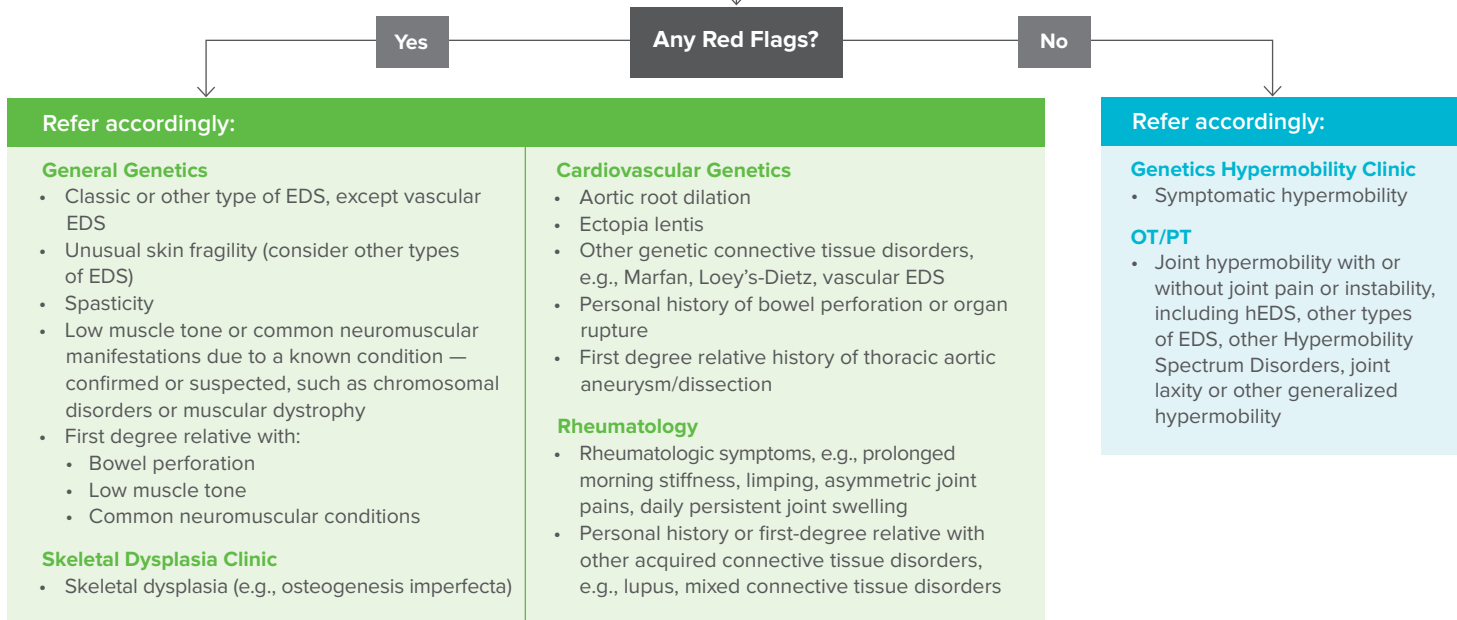 Any Red Flags?
Yes
No
Refer accordingly:
General Genetics
• Classic or other type of EDS, except vascular
EDS
• Unusual skin fragility (consider other types
of EDS)
• Spasticity
• Low muscle tone or common neuromuscular
manifestations due to a known condition —
confirmed or suspected, such as chromosomal
disorders or muscular dystrophy
• First degree relative with:
• Bowel perforation
• Low muscle tone
• Common neuromuscular conditions
Skeletal Dysplasia Clinic
• Skeletal dysplasia (e.g., osteogenesis imperfecta)
Cardiovascular Genetics
• Aortic root dilation
• Ectopia lentis
• Other genetic connective tissue disorders,
e.g., Marfan, Loey's-Dietz, vascular EDS
• Personal history of bowel perforation or organ
rupture
• First degree relative history of thoracic aortic
aneurysm/dissection
Rheumatology
• Rheumatologic symptoms, e.g., prolonged
morning stiffness, limping, asymmetric joint
pains, daily persistent joint swelling
• Personal history or first-degree relative with
other acquired connective tissue disorders,
e.g., lupus, mixed connective tissue disorders
Refer accordingly:
Genetics Hypermobility Clinic
• Symptomatic hypermobility
OT/PT
• Joint hypermobility with or
without joint pain or instability,
including hEDS, other types
of EDS, other Hypermobility
Spectrum Disorders, joint
laxity or other generalized
hypermobility